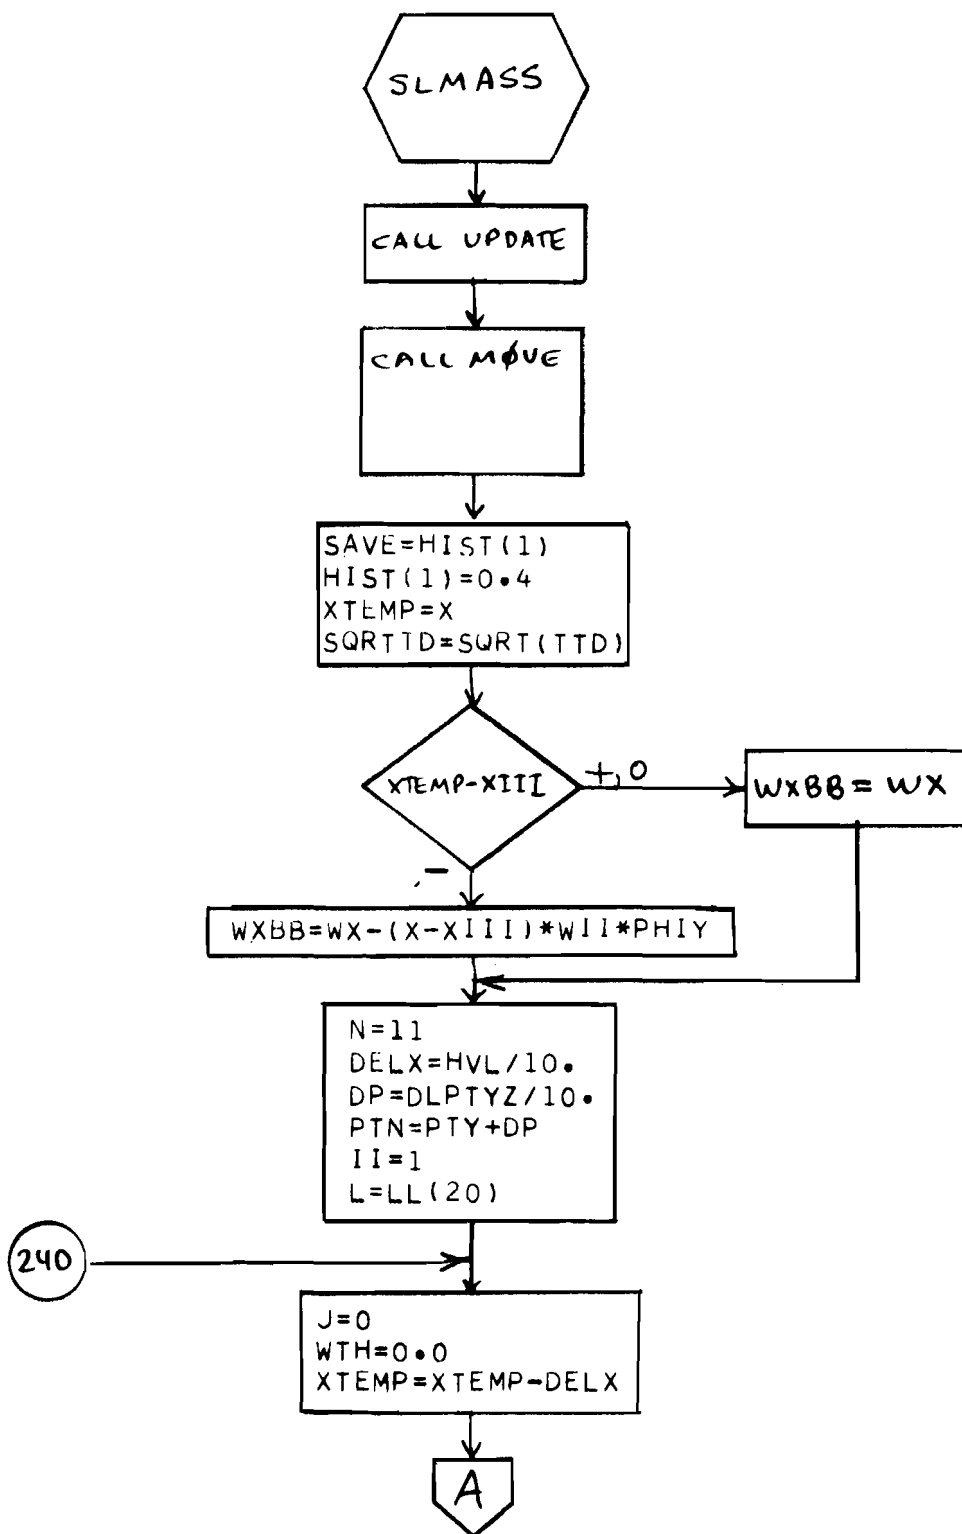 SLMASS
CALL UPDATE
CALL MØVE
SAVE=HIST(1)
HIST(1)=0.4
XTEMP=X
SQRTTD=SQRT(TTD)
XTEMP-XIII
+,0
WXBB= WX
-
WXBB=WX-(X-XIII)*WII*PHIY
N=11
DELX=HVL/10.
DP=DLPTYZ/10.
PTN=PTY+DP
II=1
L=LL(20)
240
J=0
WTH=0.0
XTEMP=XTEMP-DELX
A